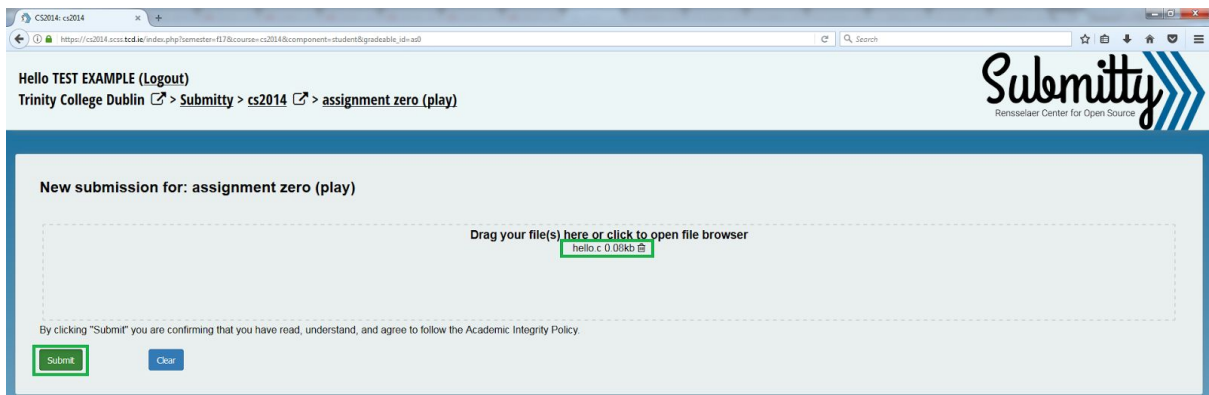 CS2014: cs2014
https://cs2014.scss.tcd.ie/index.php?semester=f17&course=cs2014&component=student&gradeable_id=as0
Search
Hello TEST EXAMPLE (Logout)
Trinity College Dublin > Submitty > cs2014 > assignment zero (play)
Submitty
Rensselaer Center for Open Source
New submission for: assignment zero (play)
Drag your file(s) here or click to open file browser
hello.c 0.08kb
By clicking "Submit" you are confirming that you have read, understand, and agree to follow the Academic Integrity Policy.
Submit
Clear